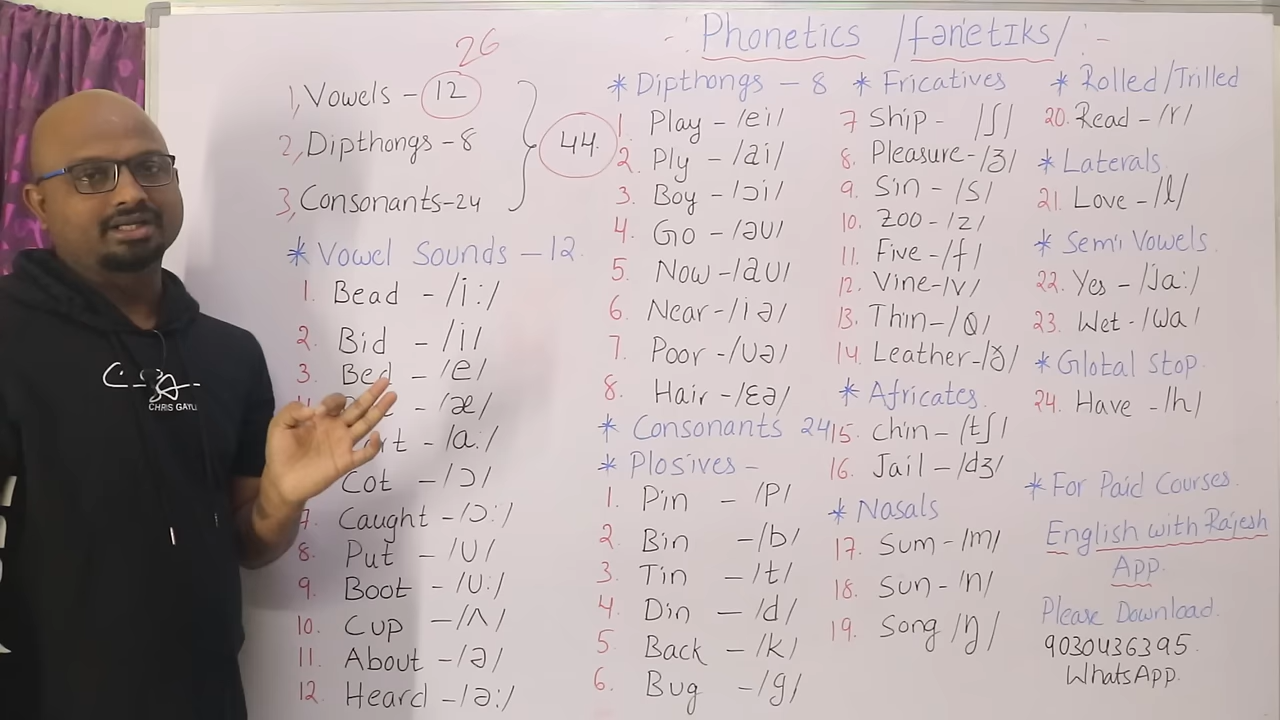 -: Phonetics /fəneˈtɪks/ :-
26
1, Vowels - 12
2, Dipthongs - 8
3, Consonants-24
44.
* Vowel Sounds - 12.
1. Bead - /i:/
2. Bid - /i/
3. Bed - /e/
- /æ/
- /a:/
Cot - /ɔ/
7. Caught - /ɔ:/
8. Put - /ʊ/
9. Boot - /ʊ:/
10. Cup - /ʌ/
11. About - /ə/
12. Heard - /ə:/
* Dipthongs - 8
1. Play - /ei/
2. Ply - /ai/
3. Boy - /ɔi/
4. Go - /əʊ/
5. Now - /aʊ/
6. Near - /iə/
7. Poor - /ʊə/
8. Hair - /ɛə/
* Consonants 24
* Plosives -
1. Pin - /P/
2. Bin - /b/
3. Tin - /t/
4. Din - /d/
5. Back - /k/
6. Bug - /g/
* Fricatives
7 Ship - /ʃ/
8. Pleasure - /ʒ/
9. Sin - /s/
10. Zoo - /z/
11. Five - /f/
12. Vine - /v/
13. Thin - /θ/
14. Leather - /ð/
* Africates.
15. Chin - /tʃ/
16. Jail - /dʒ/
* Nasals
17. Sum - /m/
18. Sun - /n/
19. Song /ŋ/
* Rolled/Trilled
20. Read - /r/
* Laterals.
21. Love - /l/
* Semi Vowels.
22. Yes - /Ja:/
23. Wet - /wa/
* Glotal Stop.
24. Have - /h/
* For Paid Courses.
English with Rajesh
App.
Please Download.
9030436395.
WhatsApp.
CHRIS GAYL